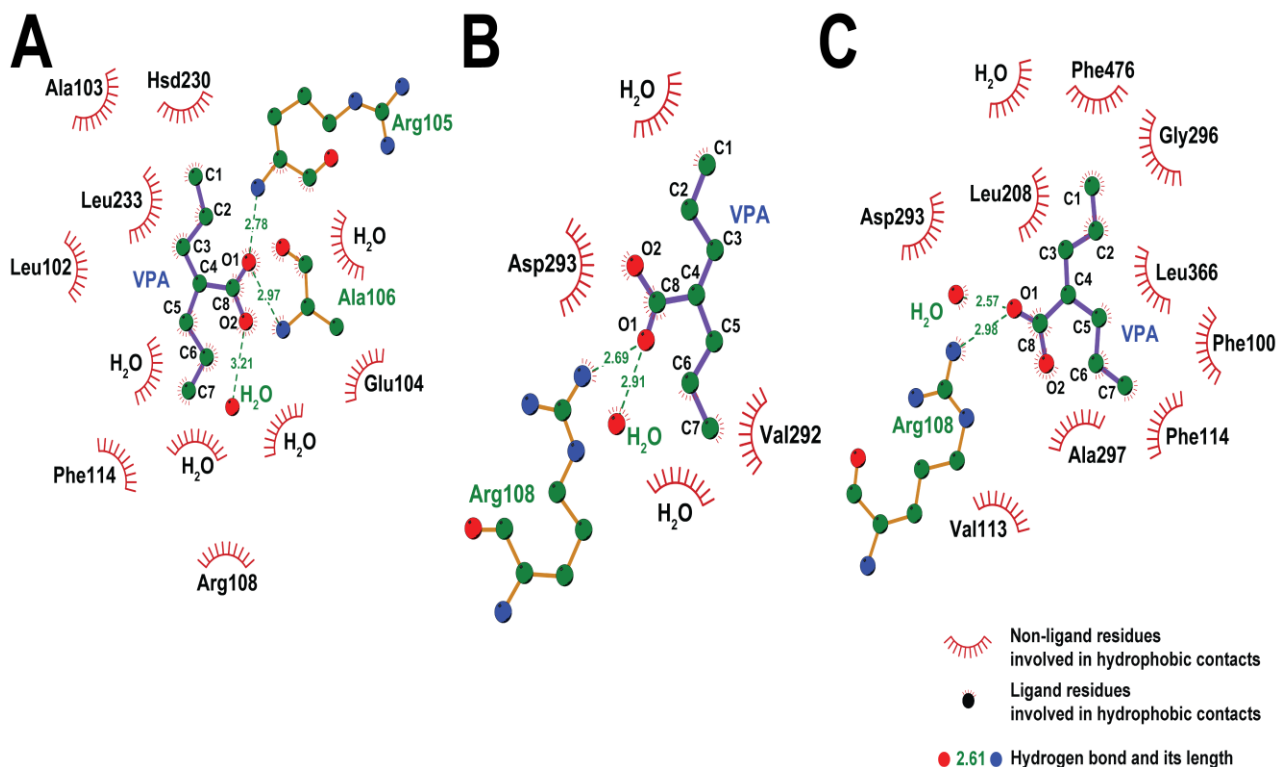 A
Ala103
Hsd230
Arg105
Leu233
C1
C2
C3
2.78
O1
H2O
Leu102
VPA
C4
C8
2.97
Ala106
C5
O2
H2O
C6
3.21
C7
H2O
Glu104
H2O
Phe114
H2O
Arg108
B
H2O
C1
C2
VPA
C3
O2
Asp293
C8
C4
O1
C5
2.69
C6
2.91
H2O
C7
Val292
Arg108
H2O
C
H2O
Phe476
Gly296
Leu208
C1
Asp293
C2
C3
Leu366
C4
2.57
O1
H2O
2.98
C5
VPA
C8
Phe100
O2
C6
C7
Arg108
Ala297
Phe114
Val113
Non-ligand residues
involved in hydrophobic contacts
Ligand residues
involved in hydrophobic contacts
2.61 Hydrogen bond and its length